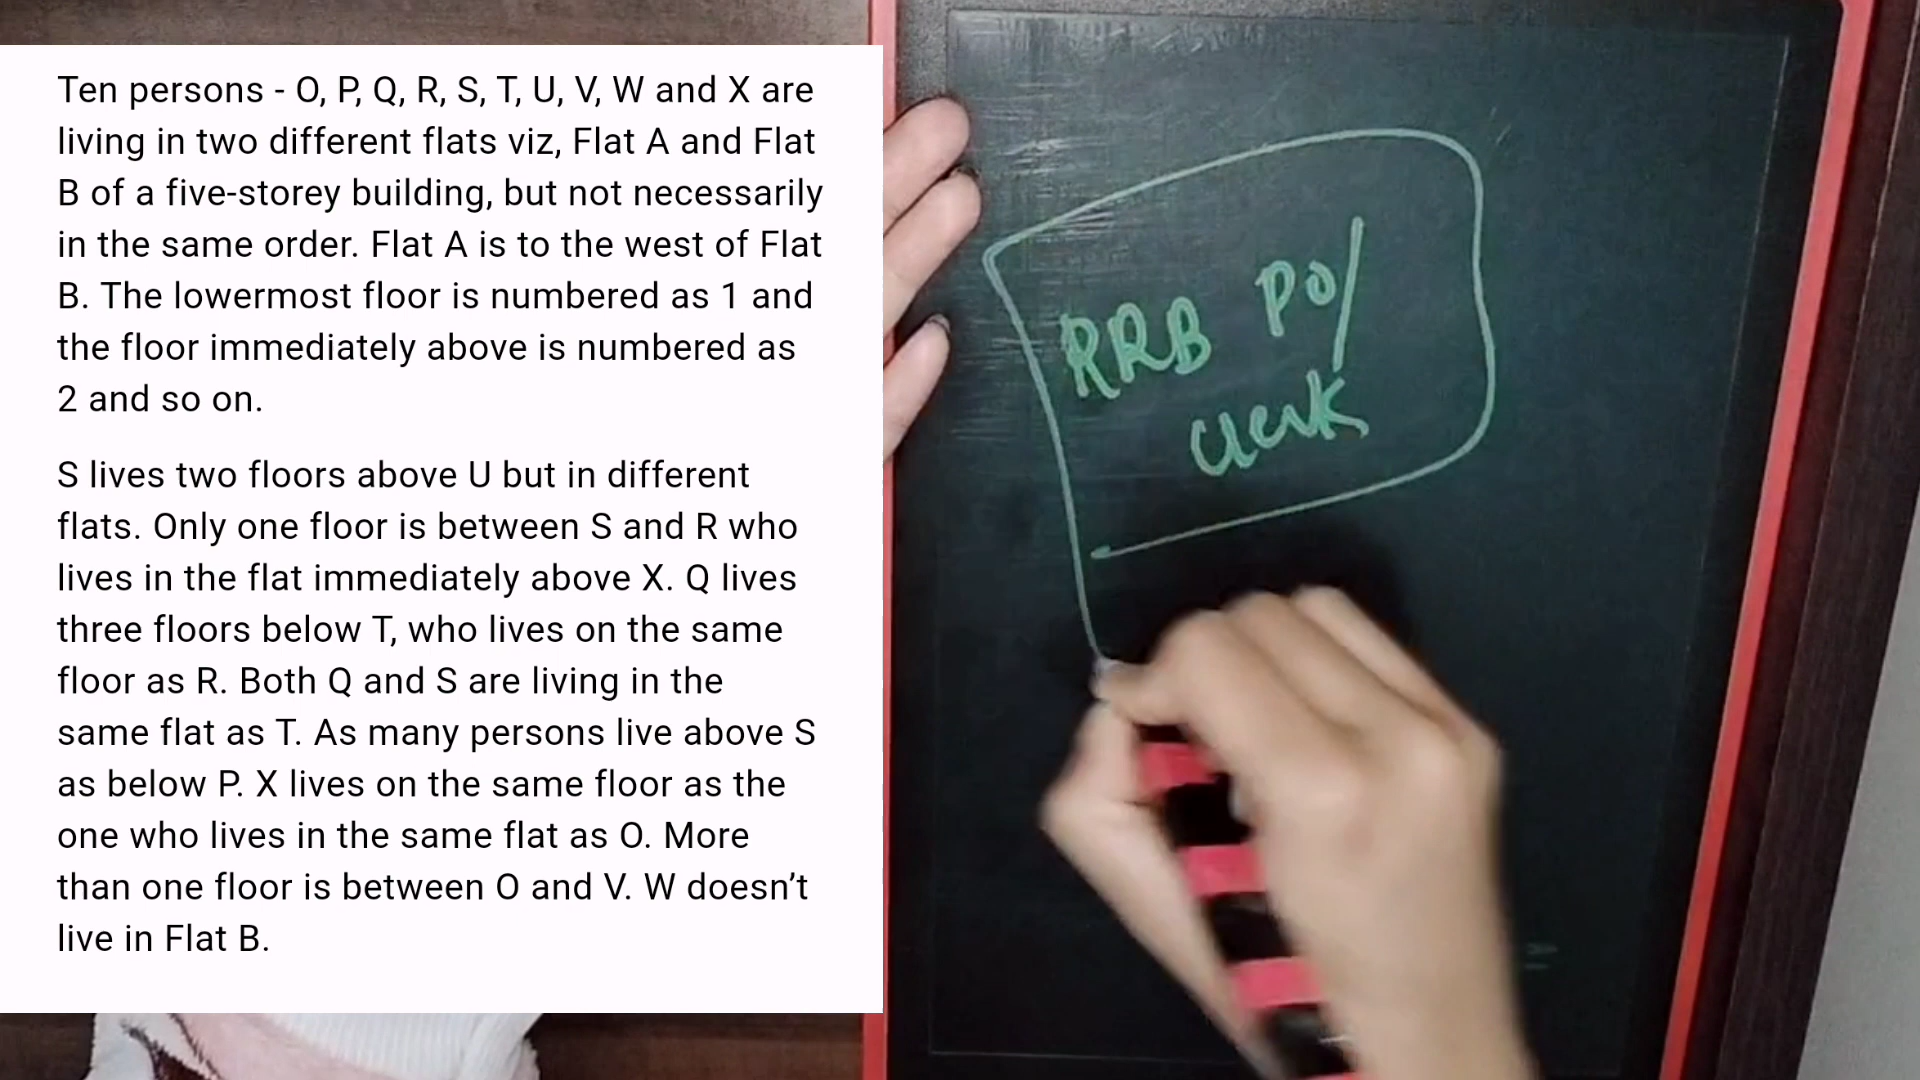 Ten persons - O, P, Q, R, S, T, U, V, W and X are
living in two different flats viz, Flat A and Flat
B of a five-storey building, but not necessarily
in the same order. Flat A is to the west of Flat
B. The lowermost floor is numbered as 1 and
the floor immediately above is numbered as
2 and so on.
S lives two floors above U but in different
flats. Only one floor is between S and R who
lives in the flat immediately above X. Q lives
three floors below T, who lives on the same
floor as R. Both Q and S are living in the
same flat as T. As many persons live above S
as below P. X lives on the same floor as the
one who lives in the same flat as O. More
than one floor is between O and V. W doesn’t
live in Flat B.
RRB PO/
Clerk